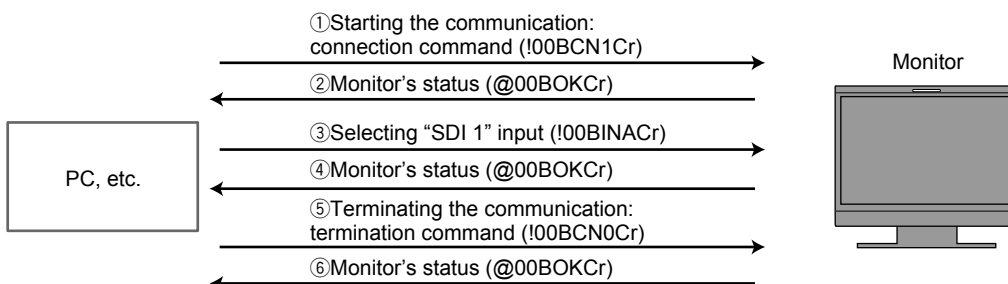 ①Starting the communication:
connection command (!00BCN1Cr)
Monitor
②Monitor's status (@00BOKCr)
③Selecting “SDI 1” input (!00BINACr)
PC, etc.
④Monitor's status (@00BOKCr)
⑤Terminating the communication:
termination command (!00BCN0Cr)
⑥Monitor's status (@00BOKCr)